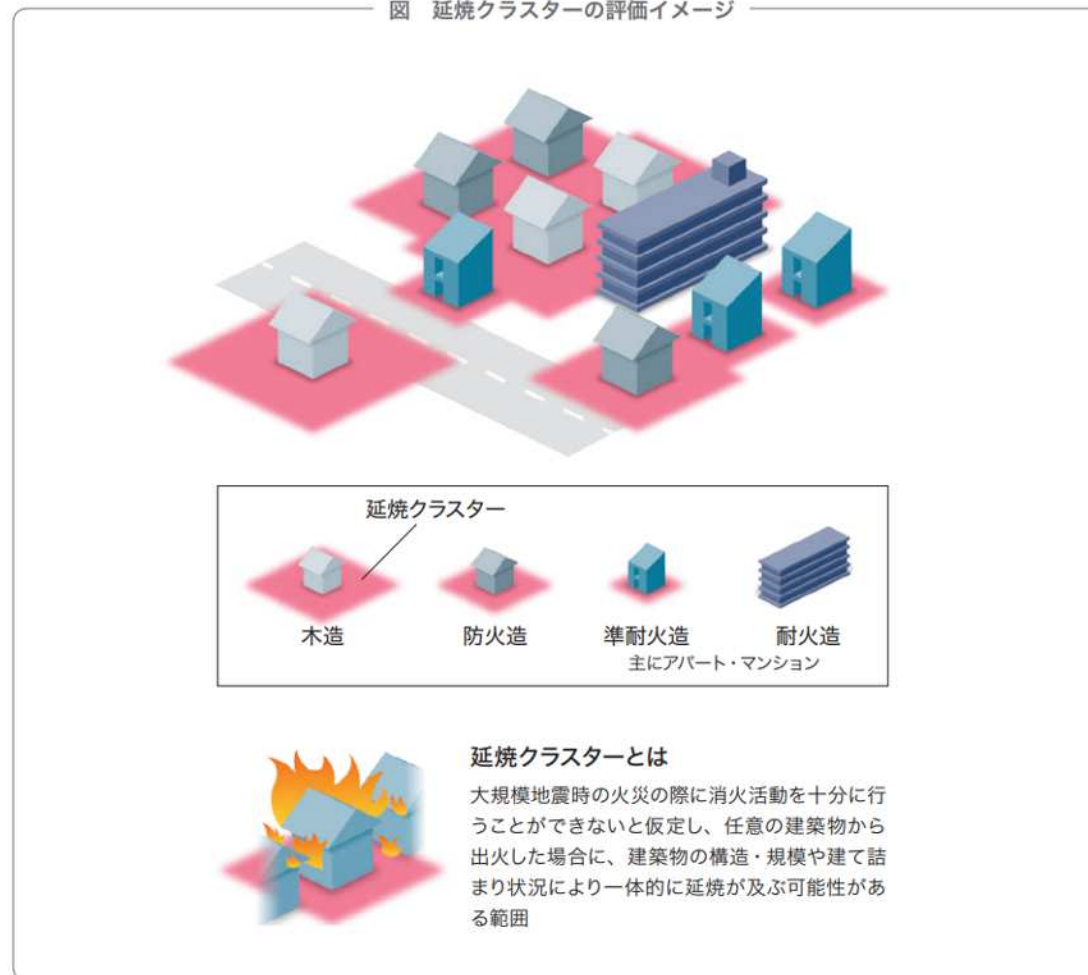 図　延焼クラスターの評価イメージ
延焼クラスター
木造
防火造
準耐火造
耐火造
主にアパート・マンション
延焼クラスターとは
大規模地震時の火災の際に消火活動を十分に行
うことができないと仮定し、任意の建築物から
出火した場合に、建築物の構造・規模や建て詰
まり状況により一体的に延焼が及ぶ可能性があ
る範囲